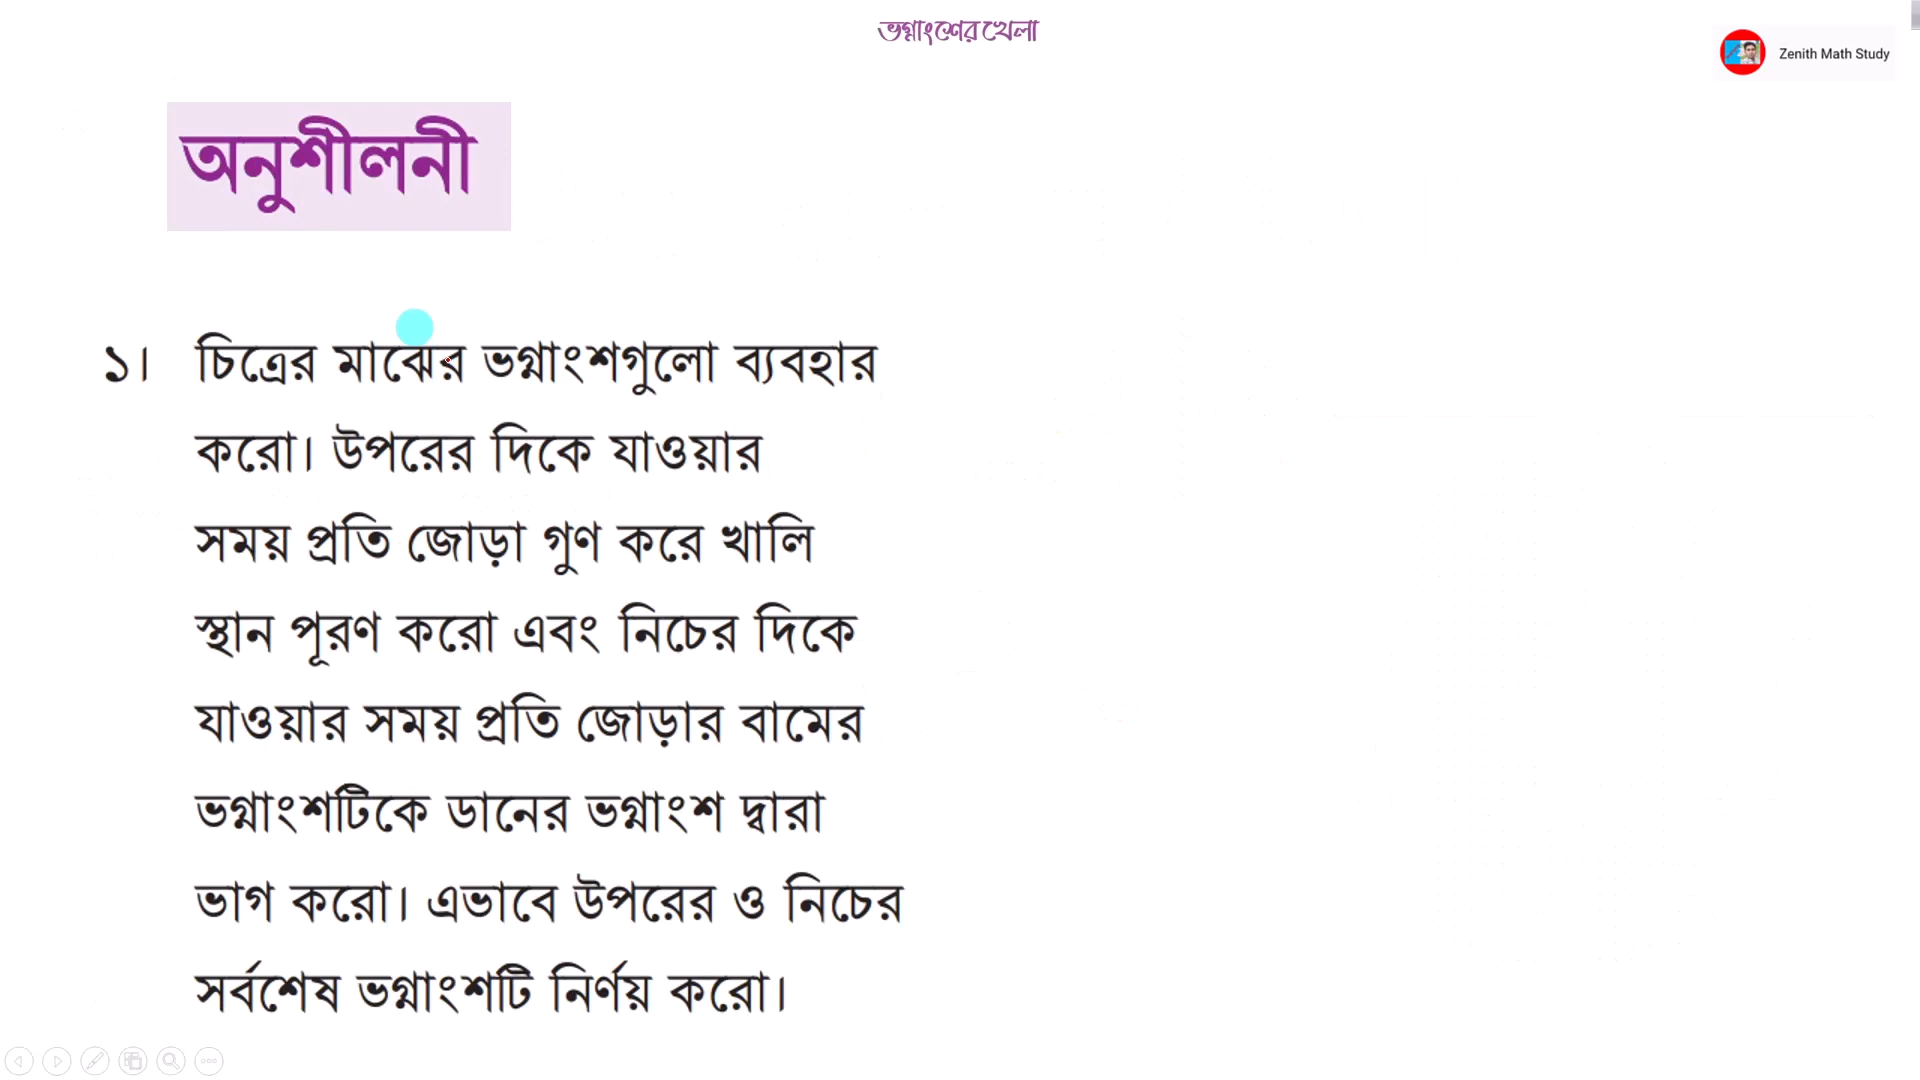 ভগ্নাংশের খেলা
Zenith Math Study
অনুশীলনী
১। চিত্রের মাঝের ভগ্নাংশগুলো ব্যবহার
করো। উপরের দিকে যাওয়ার
সময় প্রতি জোড়া গুণ করে খালি
স্থান পূরণ করো এবং নিচের দিকে
যাওয়ার সময় প্রতি জোড়ার বামের
ভগ্নাংশটিকে ডানের ভগ্নাংশ দ্বারা
ভাগ করো। এভাবে উপরের ও নিচের
সর্বশেষ ভগ্নাংশটি নির্ণয় করো।